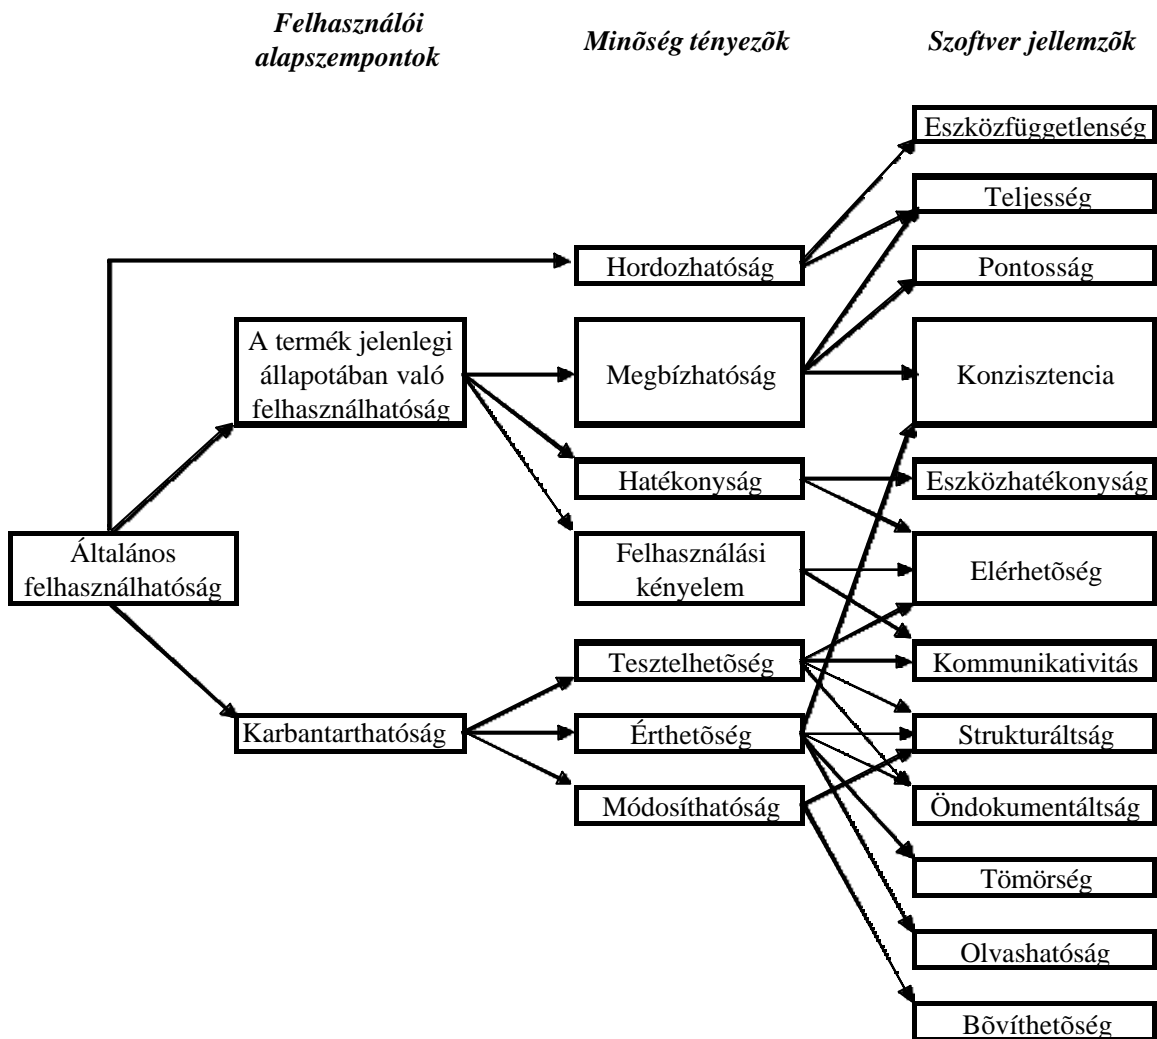 Felhasználói
alapszempontok
Minõség tényezõk
Szoftver jellemzõk
Eszközfüggetlenség
Teljesség
Hordozhatóság
Pontosság
A termék jelenlegi
állapotában való
felhasználhatóság
Megbízhatóság
Konzisztencia
Hatékonyság
Eszközhatékonyság
Általános
felhasználhatóság
Felhasználási
kényelem
Elérhetõség
Tesztelhetõség
Kommunikativitás
Karbantarthatóság
Érthetõség
Strukturáltság
Módosíthatóság
Öndokumentáltság
Tömörség
Olvashatóság
Bõvíthetõség